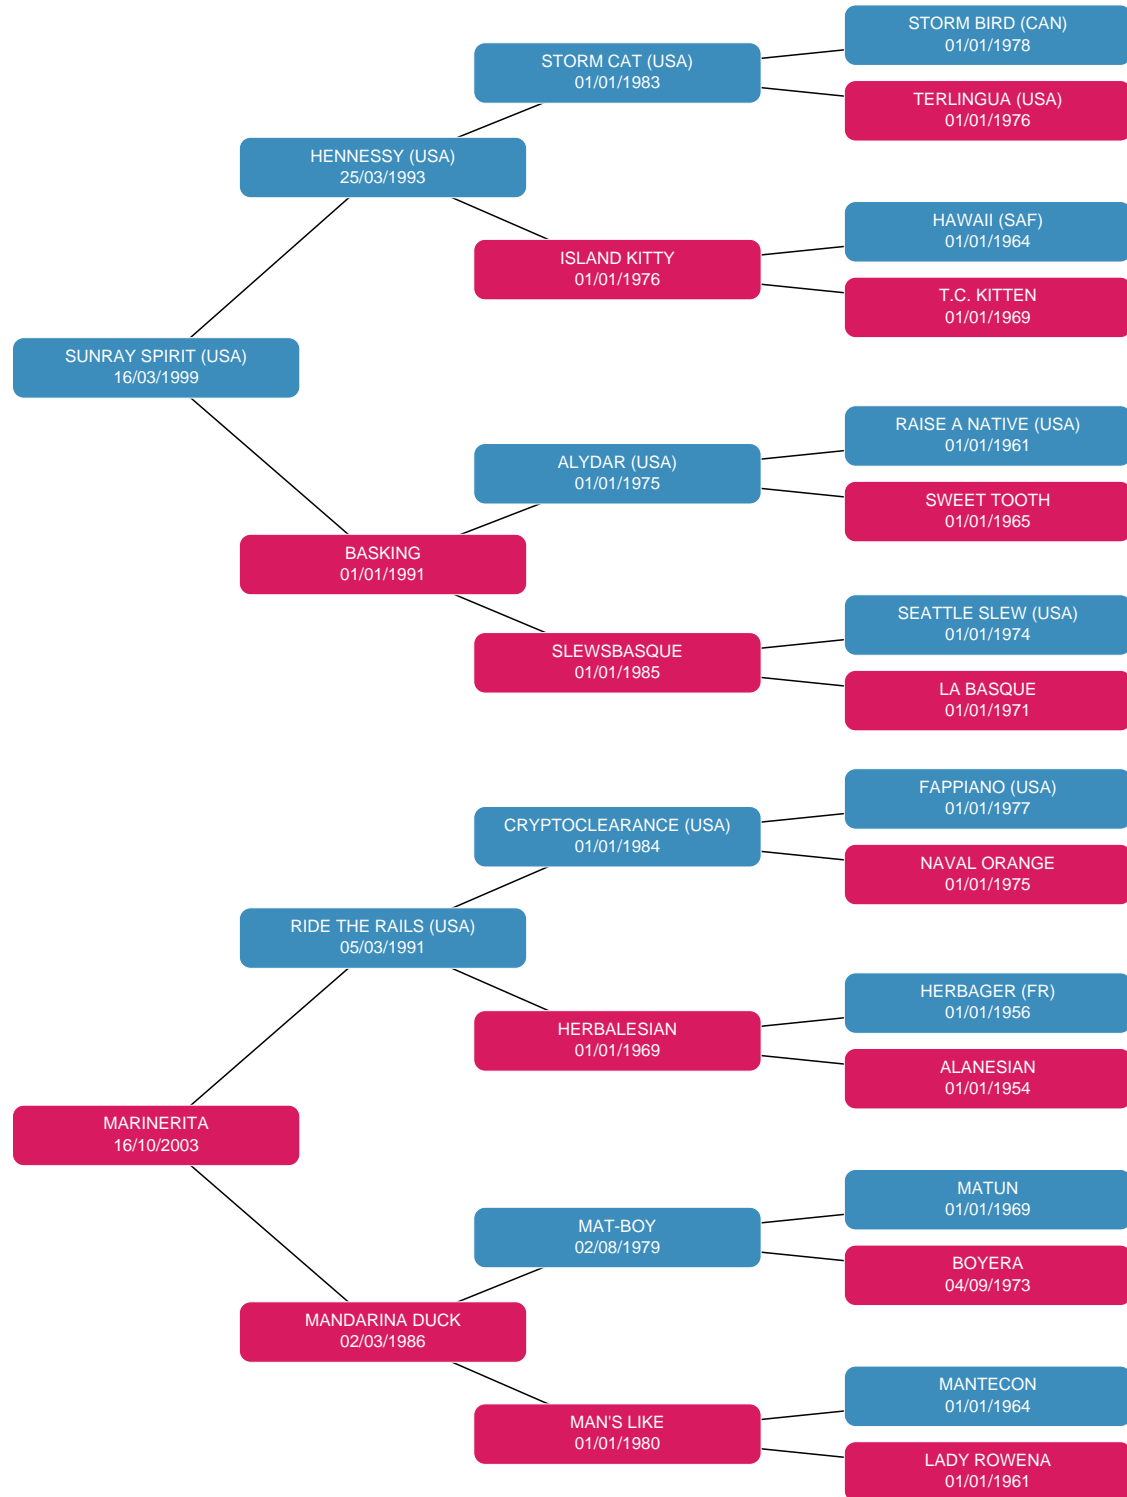 STORM BIRD (CAN)
01/01/1978
STORM CAT (USA)
01/01/1983
TERLINGUA (USA)
01/01/1976
HENNESSY (USA)
25/03/1993
HAWAII (SAF)
01/01/1964
ISLAND KITTY
01/01/1976
T.C. KITTEN
01/01/1969
SUNRAY SPIRIT (USA)
16/03/1999
RAISE A NATIVE (USA)
01/01/1961
ALYDAR (USA)
01/01/1975
SWEET TOOTH
01/01/1965
BASKING
01/01/1991
SEATTLE SLEW (USA)
01/01/1974
SLEWSBASQUE
01/01/1985
LA BASQUE
01/01/1971
FAPPIANO (USA)
01/01/1977
CRYPTOCLEARANCE (USA)
01/01/1984
NAVAL ORANGE
01/01/1975
RIDE THE RAILS (USA)
05/03/1991
HERBAGER (FR)
01/01/1956
HERBALESIAN
01/01/1969
ALANESIAN
01/01/1954
MARINERITA
16/10/2003
MATUN
01/01/1969
MAT-BOY
02/08/1979
BOYERA
04/09/1973
MANDARINA DUCK
02/03/1986
MANTECON
01/01/1964
MAN'S LIKE
01/01/1980
LADY ROWENA
01/01/1961